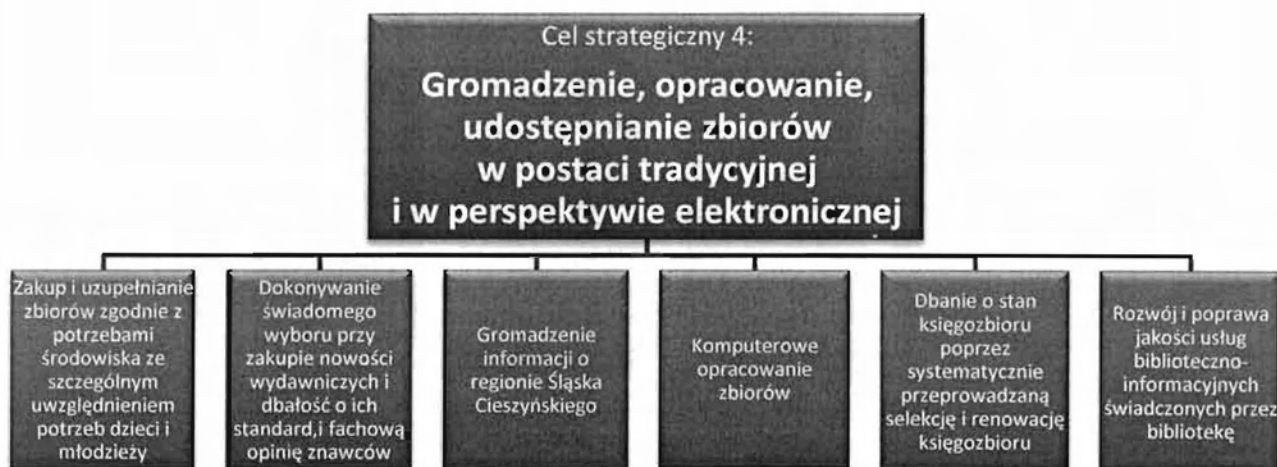 Cel strategiczny 4:
Gromadzenie, opracowanie,
udostępnianie zbiorów
w postaci tradycyjnej
i w perspektywie elektronicznej
Zakup i uzupełnianie
zbiorów zgodnie z
potrzebami
środowiska ze
szczególnym
uwzględnieniem
potrzeb dzieci i
młodzieży
Dokonywanie
świadomego
wyboru przy
zakupie nowości
wydawniczych i
dbałość o ich
standard,i fachową
opinię znawców
Gromadzenie
informacji o
regionie Śląska
Cieszyńskiego
Komputerowe
opracowanie
zbiorów
Dbanie o stan
księgozbioru
poprzez
systematycznie
przeprowadzaną
selekcję i renowację
księgozbioru
Rozwój i poprawa
jakości usług
biblioteczno-
informacyjnych
świadczonych przez
bibliotekę